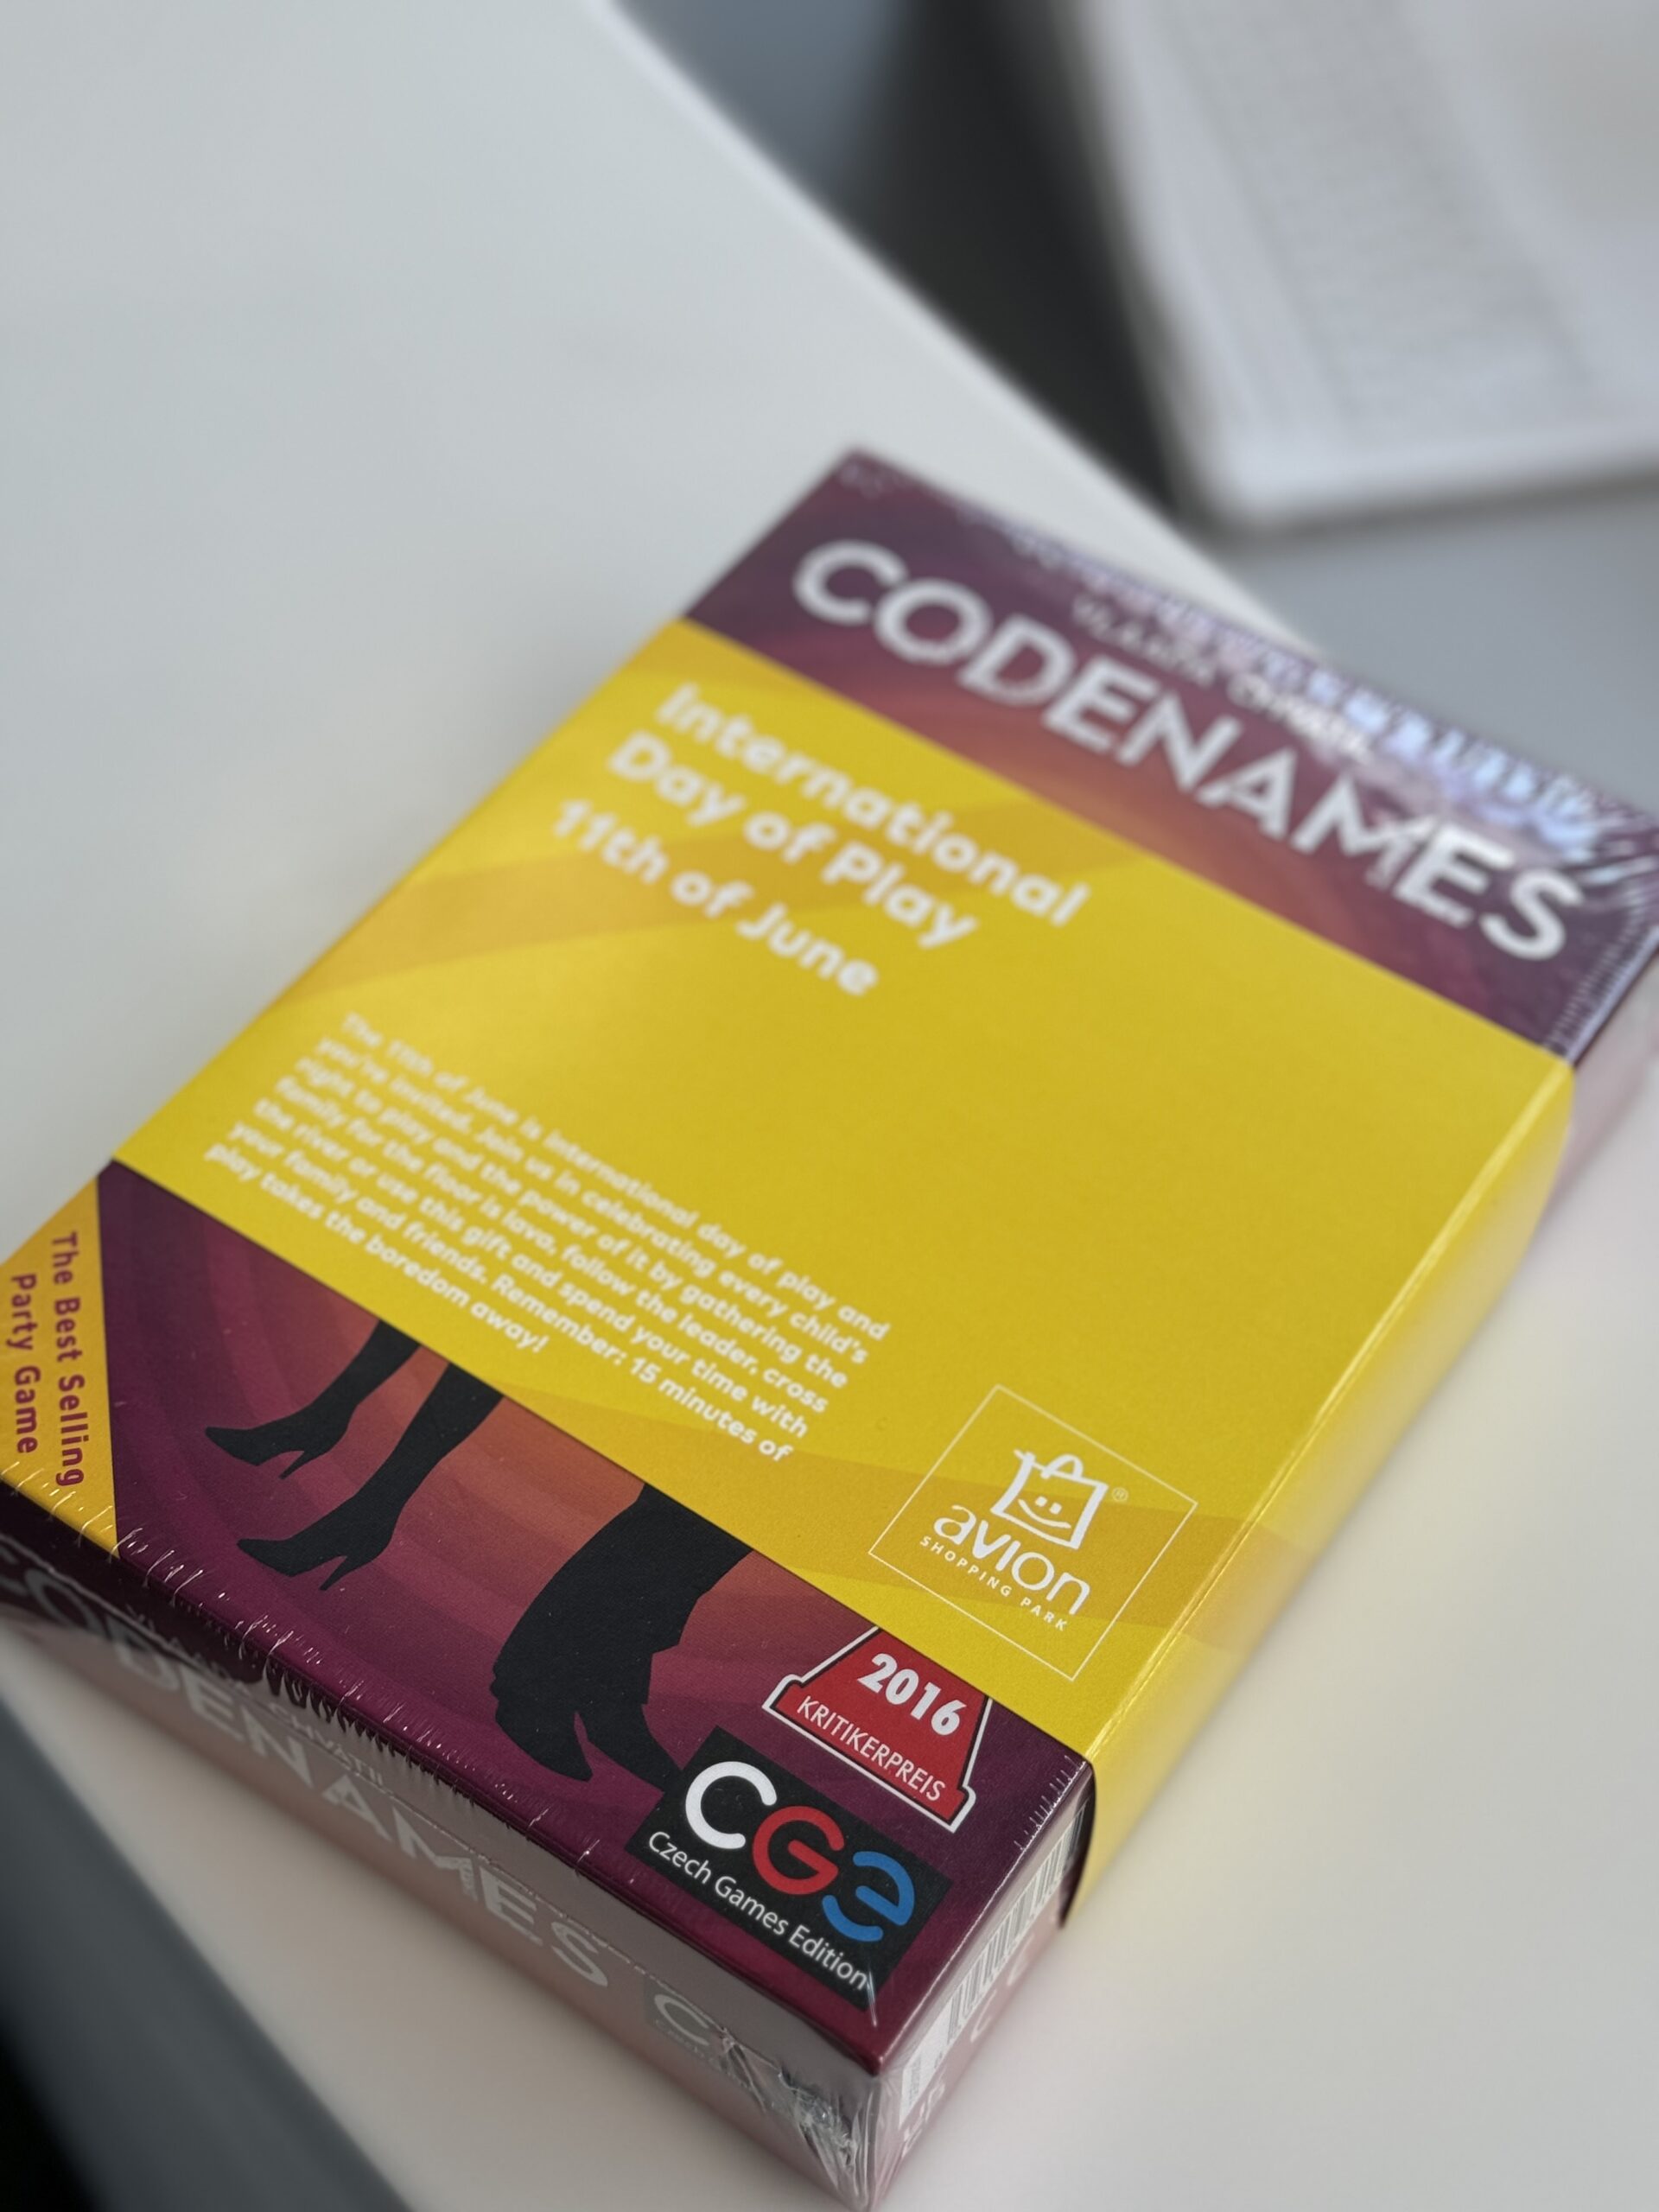 VLAADA CHVÁTIL
CODENAMES
International
Day of Play
11th of June
The 11th of June is international day of play and
you're invited. Join us in celebrating every child's
right to play and the power of it by gathering the
family for the floor is lava, follow the leader, cross
the river or use this gift and spend your time with
your family and friends. Remember: 15 minutes of
play takes the boredom away!
avion®
SHOPPING PARK
The Best Selling
Party Game
2016
KRITIKERPREIS
CGE
Czech Games Edition
VLAADA CHVÁTIL
CODENAMES